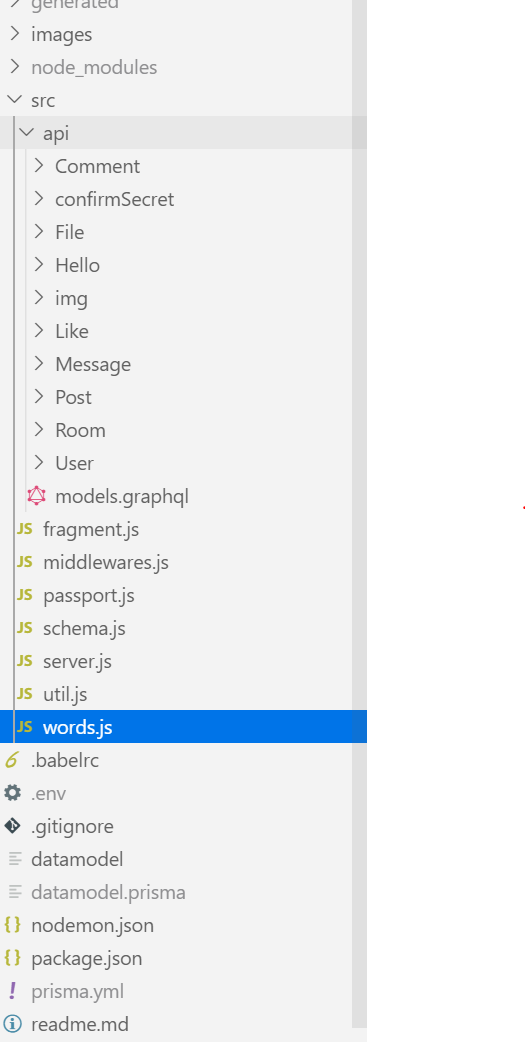 generated
images
node_modules
src
api
Comment
confirmSecret
File
Hello
img
Like
Message
Post
Room
User
models.graphql
JS fragment.js
JS middlewares.js
JS passport.js
JS schema.js
JS server.js
JS util.js
JS words.js
.babelrc
.env
.gitignore
datamodel
datamodel.prisma
{} nodemon.json
{} package.json
! prisma.yml
readme.md